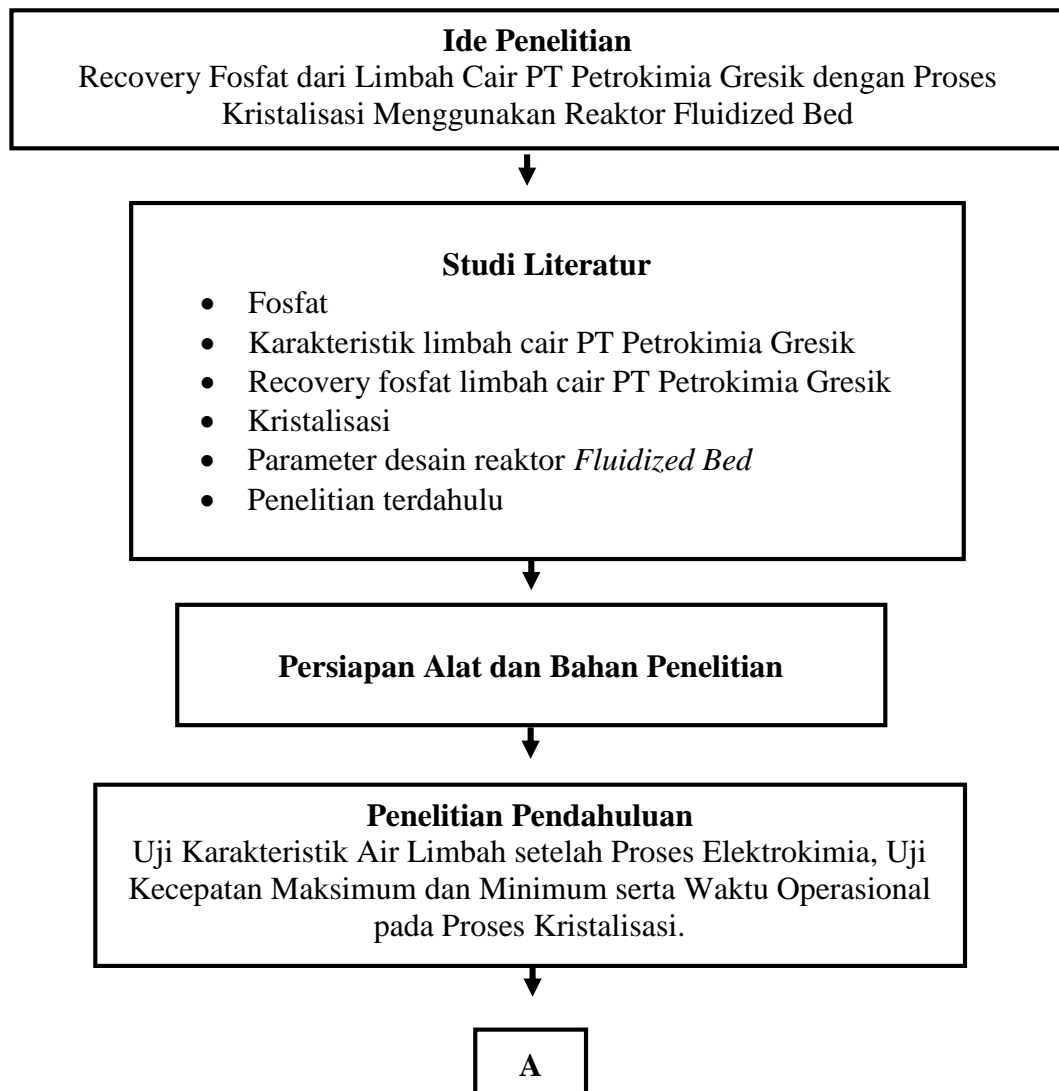 Ide Penelitian
Recovery Fosfat dari Limbah Cair PT Petrokimia Gresik dengan Proses
Kristalisasi Menggunakan Reaktor Fluidized Bed
Studi Literatur
• Fosfat
• Karakteristik limbah cair PT Petrokimia Gresik
• Recovery fosfat limbah cair PT Petrokimia Gresik
• Kristalisasi
• Parameter desain reaktor Fluidized Bed
• Penelitian terdahulu
Persiapan Alat dan Bahan Penelitian
Penelitian Pendahuluan
Uji Karakteristik Air Limbah setelah Proses Elektrokimia, Uji
Kecepatan Maksimum dan Minimum serta Waktu Operasional
pada Proses Kristalisasi.
A